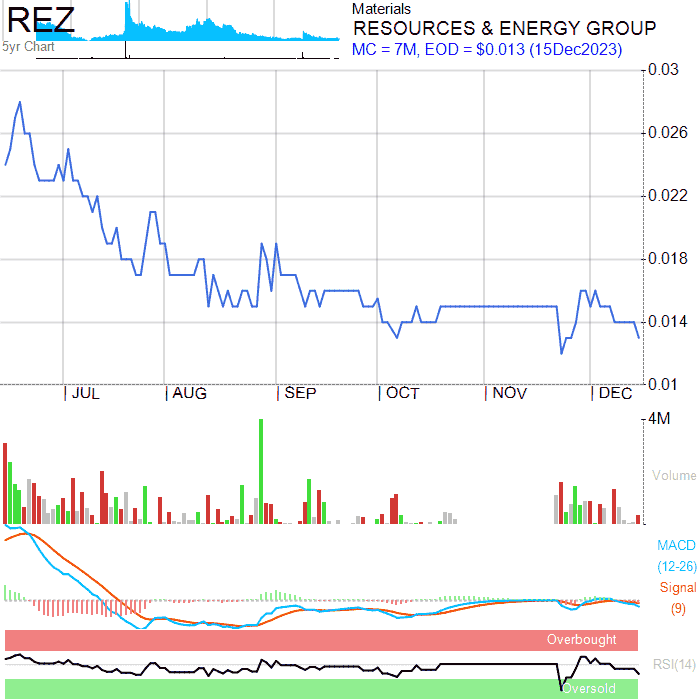 REZ
5yr Chart
Materials
RESOURCES & ENERGY GROUP
MC = 7M, EOD = $0.013 (15Dec2023)
0.03
0.026
0.022
0.018
0.014
0.01
JUL
AUG
SEP
OCT
NOV
DEC
4M
Volume
MACD
(12-26)
Signal
(9)
Overbought
RSI(14)
Oversold